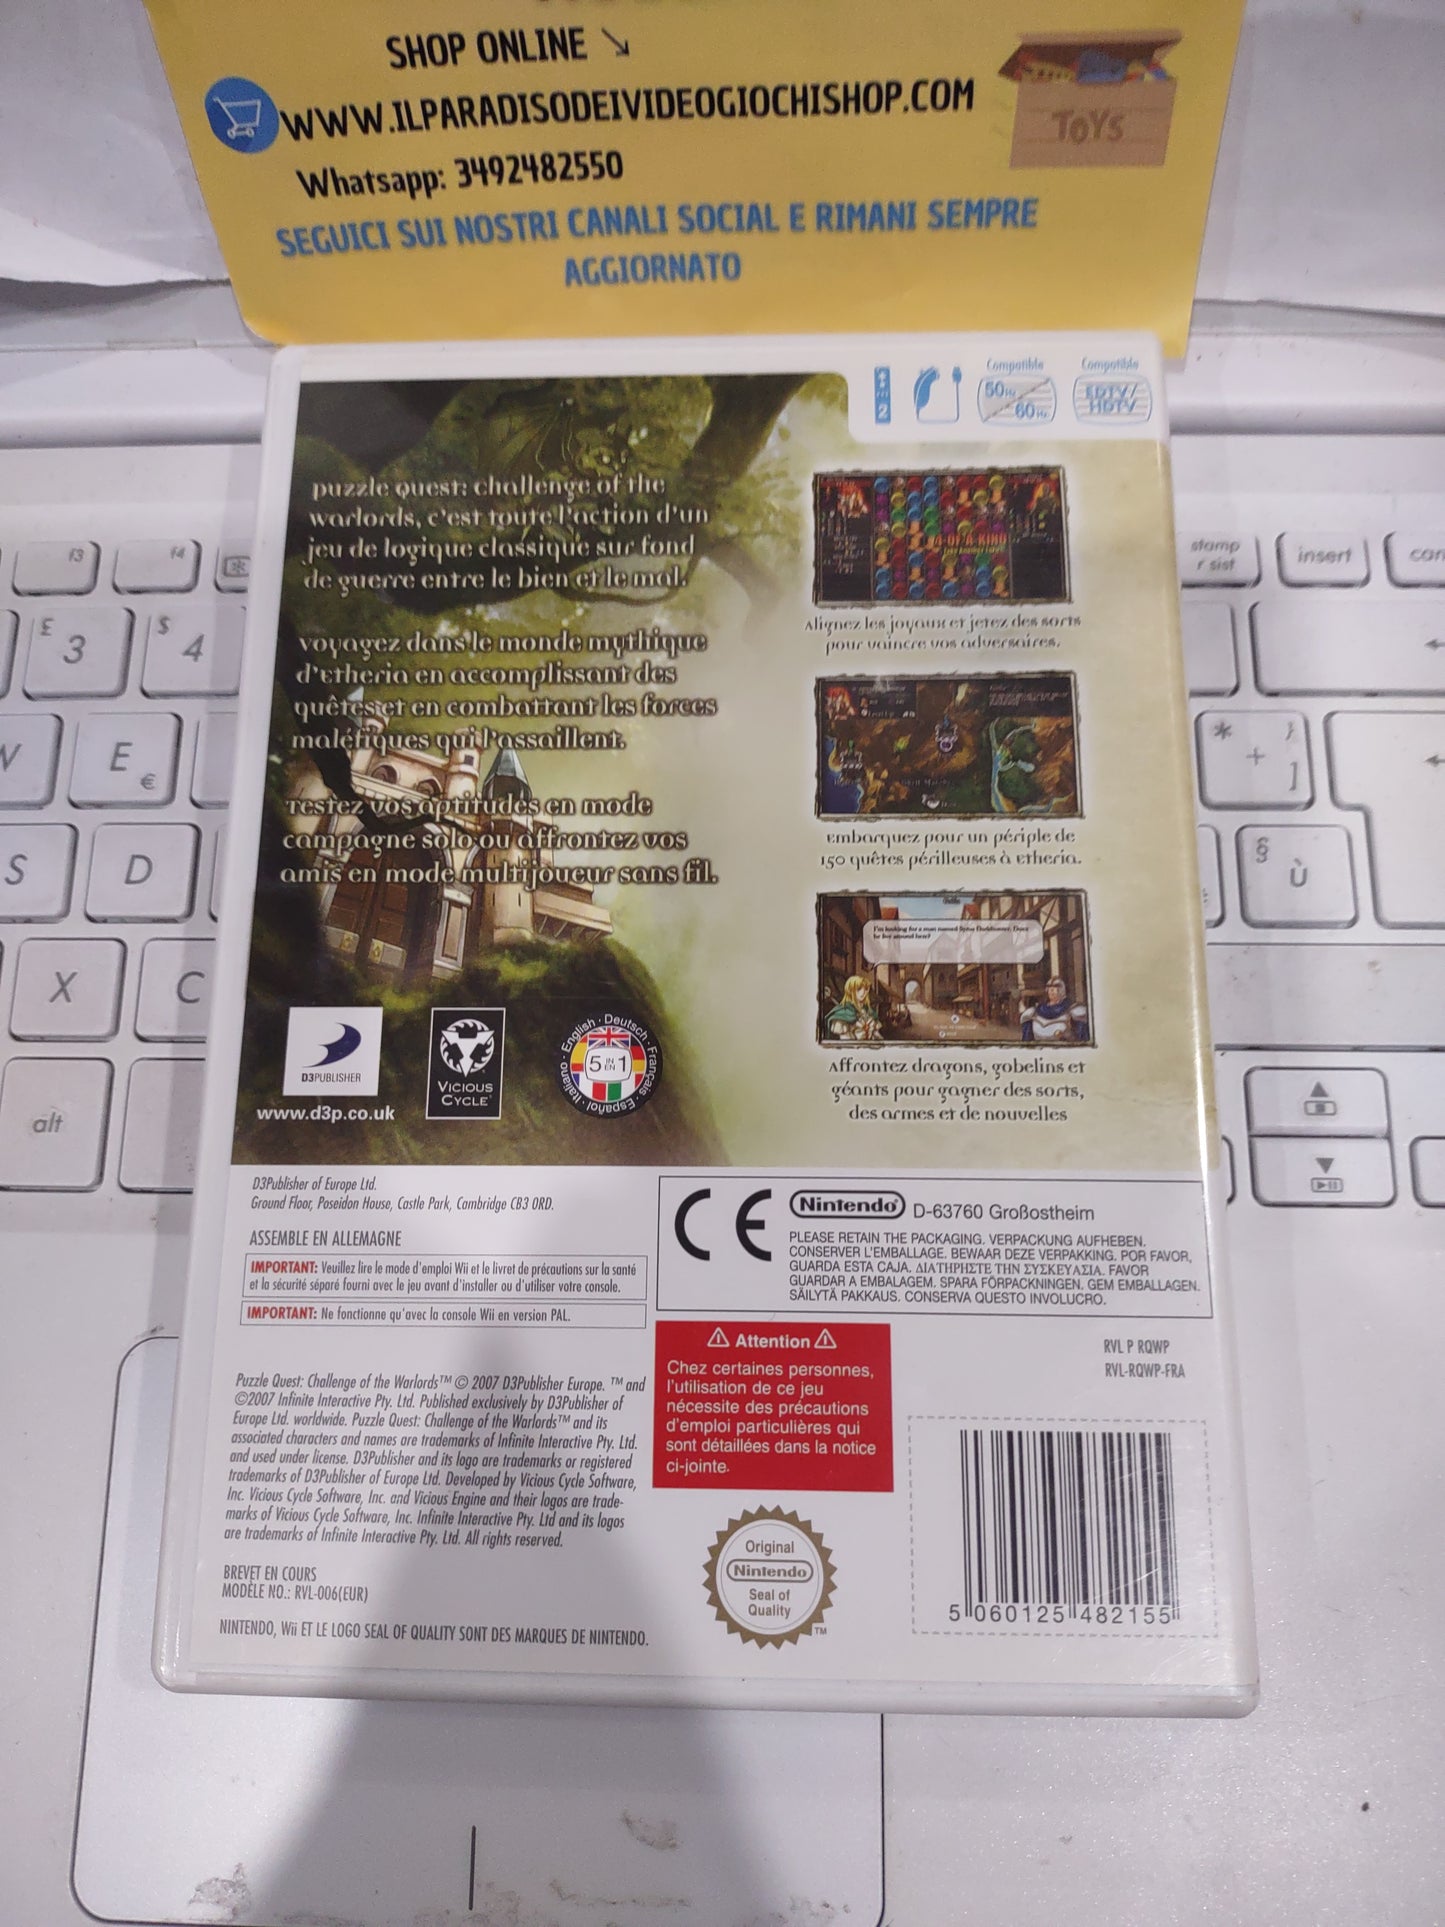 SHOP ONLINE ↘
WWW.ILPARADISODEIVIDEOGIOCHISHOP.COM
Whatsapp: 3492482550
SEGUICI SUI NOSTRI CANALI SOCIAL E RIMANI SEMPRE
AGGIORNATO
TOYS
2
Compatible
50Hz
60Hz
Compatible
EDTV/
HDTV
Puzzle Quest: Challenge of the
Warlords, c'est toute l'action d'un
jeu de logique classique sur fond
de guerre entre le bien et le mal.
Voyagez dans le monde mythique
d'Etheria en accomplissant des
quêtes et en combattant les forces
maléfiques qui l'assaillent.
Testez vos aptitudes en mode
campagne solo ou affrontez vos
amis en mode multijoueur sans fil.
4-OF-A-KIND
Alignez les joyaux et jetez des sorts
pour vaincre vos adversaires.
Embarquez pour un périple de
150 quêtes périlleuses à Etheria.
Affrontez dragons, gobelins et
géants pour gagner des sorts,
des armes et de nouvelles
D3PUBLISHER
www.d3p.co.uk
VICIOUS
CYCLE
English · Deutsch · Français · Español · Italiano ·
5 IN EN 1
D3Publisher of Europe Ltd.
Ground Floor, Poseidon House, Castle Park, Cambridge CB3 0RD.
ASSEMBLE EN ALLEMAGNE
IMPORTANT: Veuillez lire le mode d'emploi Wii et le livret de précautions sur la santé
et la sécurité séparé fourni avec le jeu avant d'installer ou d'utiliser votre console.
IMPORTANT: Ne fonctionne qu'avec la console Wii en version PAL.
CE
Nintendo® D-63760 Großostheim
PLEASE RETAIN THE PACKAGING. VERPACKUNG AUFHEBEN.
CONSERVER L'EMBALLAGE. BEWAAR DEZE VERPAKKING. POR FAVOR,
GUARDA ESTA CAJA. ΔΙΑΤΗΡΗΣΤΕ ΤΗΝ ΣΥΣΚΕΥΑΣΙΑ. FAVOR
GUARDAR A EMBALAGEM. SPARA FÖRPACKNINGEN. GEM EMBALLAGEN.
SÄILYTÄ PAKKAUS. CONSERVA QUESTO INVOLUCRO.
Attention
Chez certaines personnes,
l'utilisation de ce jeu
nécessite des précautions
d'emploi particulières qui
sont détaillées dans la notice
ci-jointe.
RVL P RQWP
RVL-RQWP-FRA
Puzzle Quest: Challenge of the Warlords™ © 2007 D3Publisher Europe. ™ and
©2007 Infinite Interactive Pty. Ltd. Published exclusively by D3Publisher of
Europe Ltd. worldwide. Puzzle Quest: Challenge of the Warlords™ and its
associated characters and names are trademarks of Infinite Interactive Pty. Ltd.
and used under license. D3Publisher and its logo are trademarks or registered
trademarks of D3Publisher of Europe Ltd. Developed by Vicious Cycle Software,
Inc. Vicious Cycle Software, Inc. and Vicious Engine and their logos are trade-
marks of Vicious Cycle Software, Inc. Infinite Interactive Pty. Ltd and its logos
are trademarks of Infinite Interactive Pty. Ltd. All rights reserved.
BREVET EN COURS
MODÈLE NO.: RVL-006(EUR)
NINTENDO, Wii ET LE LOGO SEAL OF QUALITY SONT DES MARQUES DE NINTENDO.
Original
Nintendo
Seal of
Quality
TM
5 060125 482155
f3
f4
£
3
$
4
E
€
S
D
X
C
alt
stamp
r sist
insert
*
+
}
]
§
ù